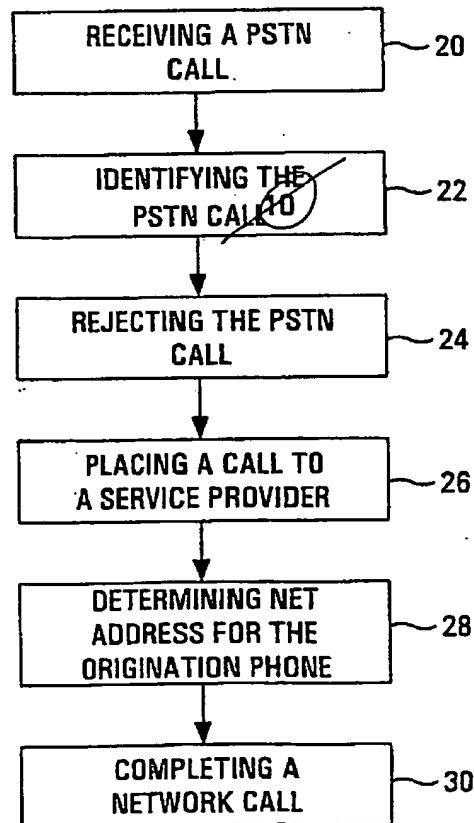 RECEIVING A PSTN
CALL
20
IDENTIFYING THE
PSTN CALL 10
22
REJECTING THE PSTN
CALL
24
PLACING A CALL TO
A SERVICE PROVIDER
26
DETERMINING NET
ADDRESS FOR THE
ORIGINATION PHONE
28
COMPLETING A
NETWORK CALL
30